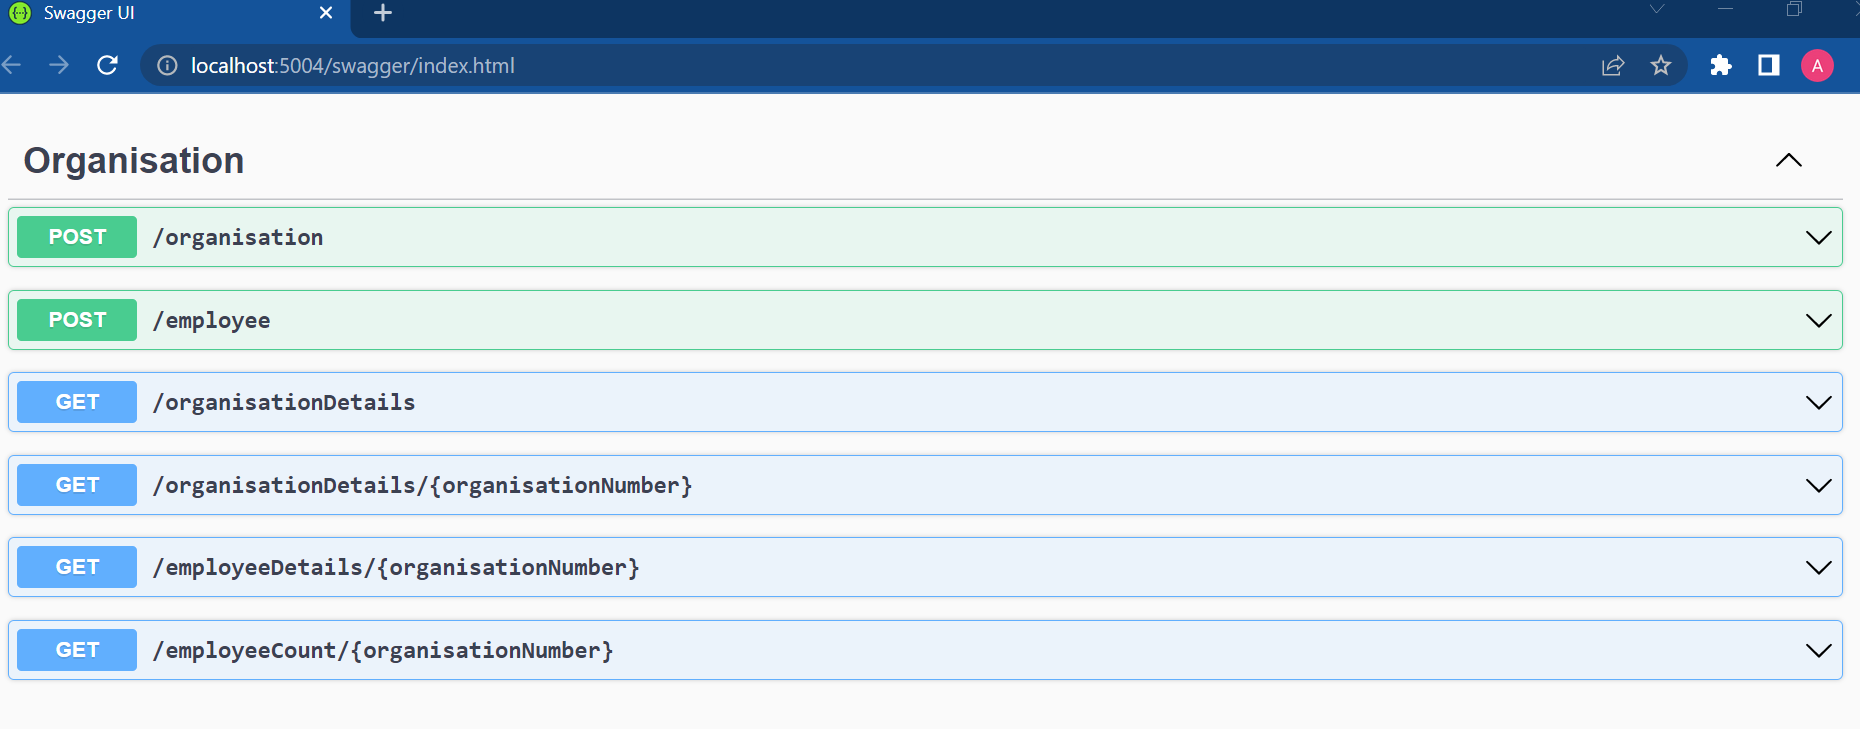 Swagger UI
localhost:5004/swagger/index.html
A
Organisation
POST /organisation
POST /employee
GET /organisationDetails
GET /organisationDetails/{organisationNumber}
GET /employeeDetails/{organisationNumber}
GET /employeeCount/{organisationNumber}